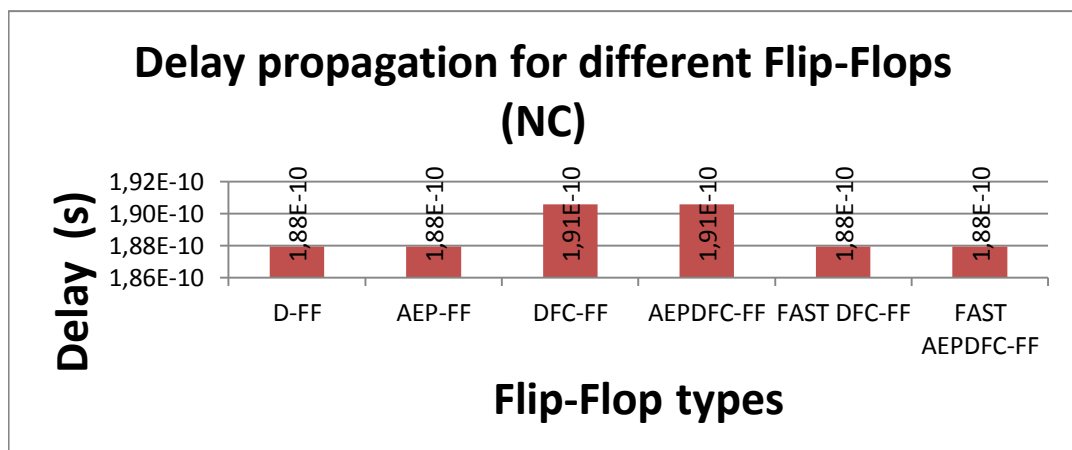 Delay propagation for different Flip-Flops
(NC)
Delay (s)
1,92E-10
1,90E-10
1,88E-10
1,86E-10
1,88E-10
1,88E-10
1,91E-10
1,91E-10
1,88E-10
1,88E-10
D-FF
AEP-FF
DFC-FF
AEPDFC-FF
FAST DFC-FF
FAST
AEPDFC-FF
Flip-Flop types